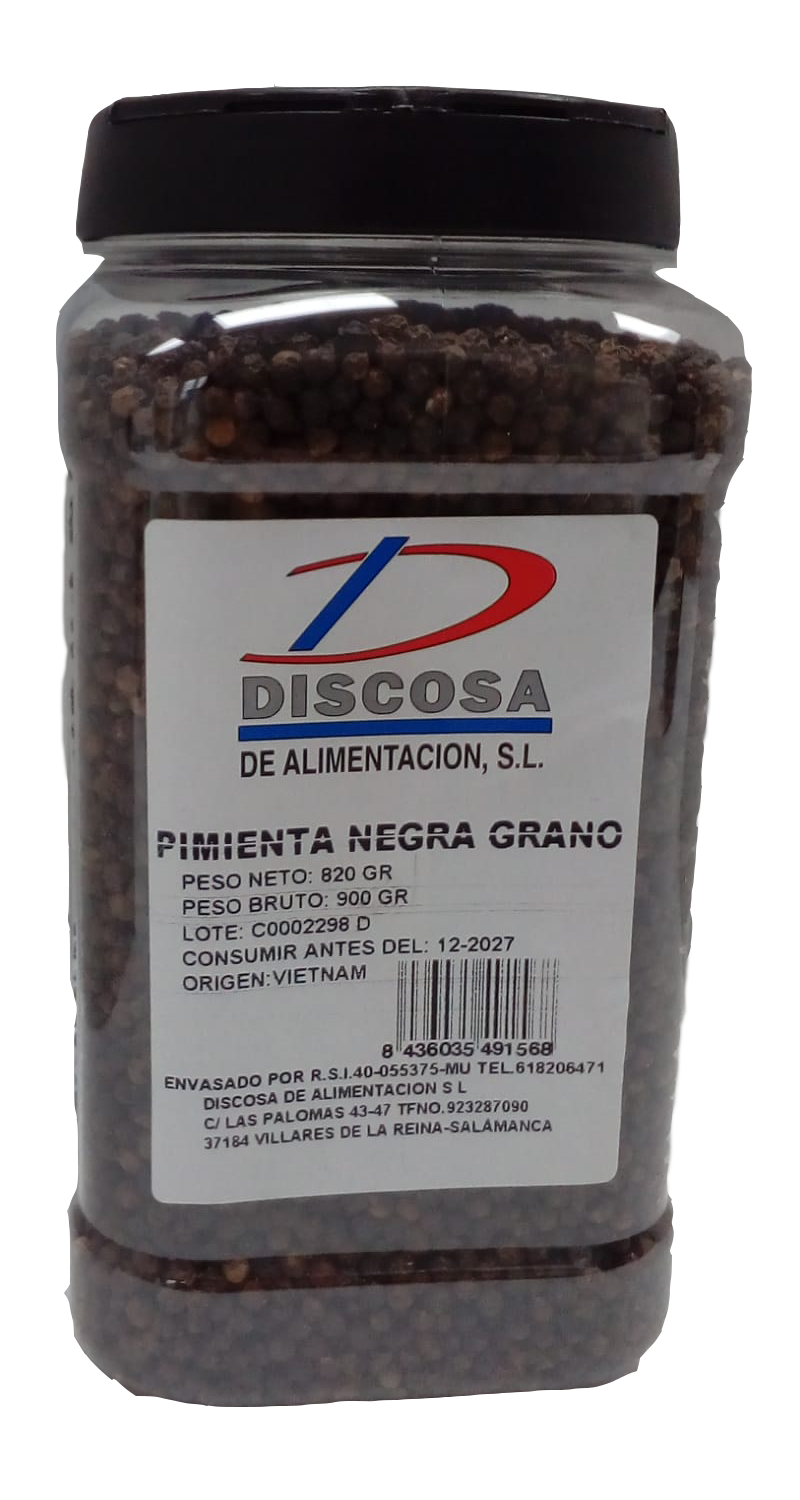 DISCOSA
DE ALIMENTACION, S.L.
PIMIENTA NEGRA GRANO
PESO NETO: 820 GR
PESO BRUTO: 900 GR
LOTE: C0002298 D
CONSUMIR ANTES DEL: 12-2027
ORIGEN:VIETNAM
8 436035 491568
ENVASADO POR R.S.I.40-055375-MU TEL.618206471
DISCOSA DE ALIMENTACION S L
C/ LAS PALOMAS 43-47 TFNO.923287090
37184 VILLARES DE LA REINA-SALAMANCA